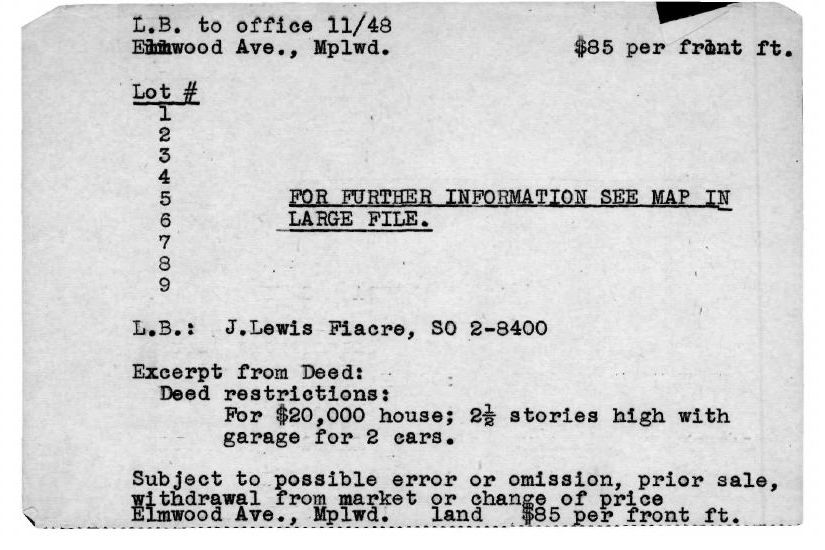 L.B. to office 11/48
Elmwood Ave., Mplwd. $85 per front ft.
Lot #
1
2
3
4
5 FOR FURTHER INFORMATION SEE MAP IN
6 LARGE FILE.
7
8
9
L.B.: J.Lewis Fiacre, SO 2-8400
Excerpt from Deed:
Deed restrictions:
For $20,000 house; 2½ stories high with
garage for 2 cars.
Subject to possible error or omission, prior sale,
withdrawal from market or change of price
Elmwood Ave., Mplwd. land $85 per front ft.